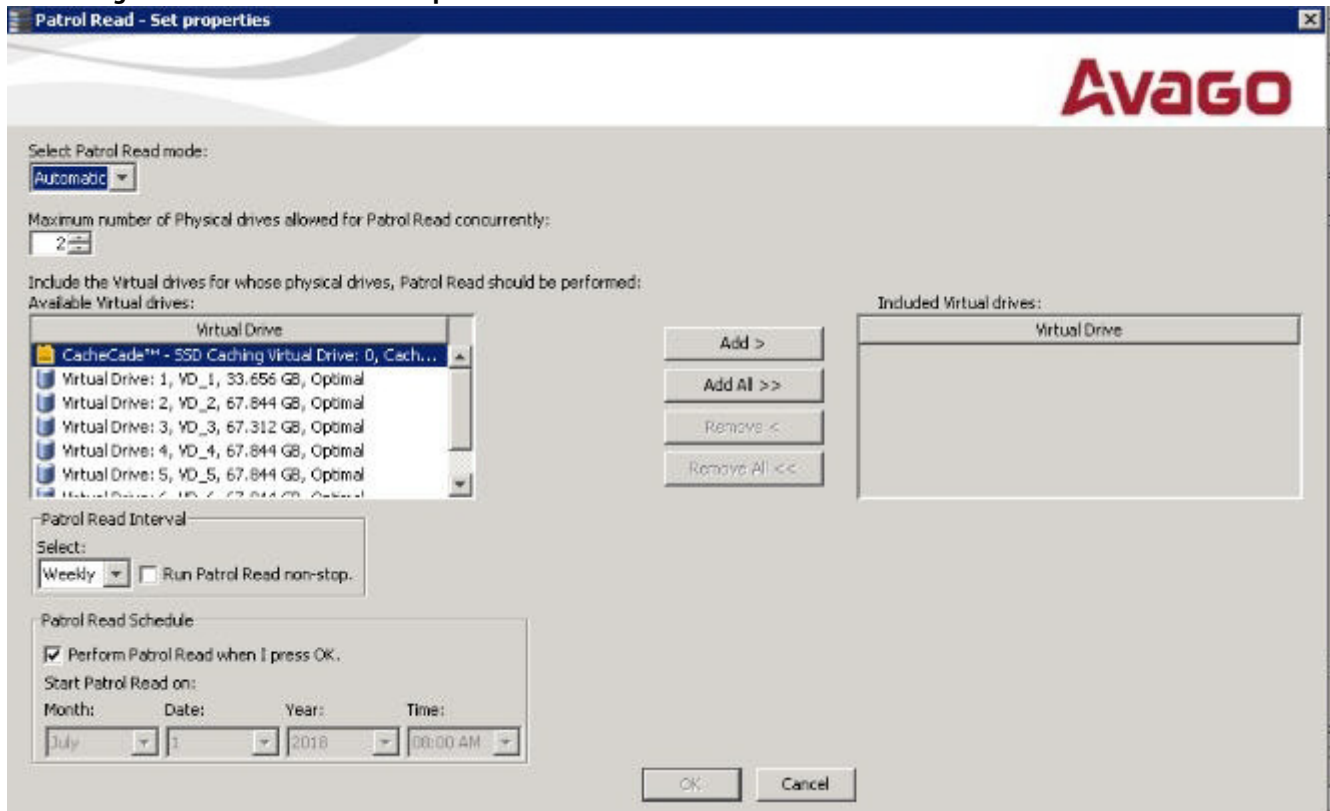 Patrol Read - Set properties
Avago
Select Patrol Read mode:
Automatic
Maximum number of Physical drives allowed for Patrol Read concurrently:
2
Include the Virtual drives for whose physical drives, Patrol Read should be performed:
Available Virtual drives:
Included Virtual drives:
Virtual Drive
Virtual Drive
CacheCade™ - SSD Caching Virtual Drive: 0, Cach...
Virtual Drive: 1, VD_1, 33.656 GB, Optimal
Virtual Drive: 2, VD_2, 67.844 GB, Optimal
Virtual Drive: 3, VD_3, 67.312 GB, Optimal
Virtual Drive: 4, VD_4, 67.844 GB, Optimal
Virtual Drive: 5, VD_5, 67.844 GB, Optimal
Add >
Add All >>
Remove <
Remove All <<
Patrol Read Interval
Select:
Weekly Run Patrol Read non-stop.
Patrol Read Schedule
Perform Patrol Read when I press OK.
Start Patrol Read on:
Month: Date: Year: Time:
July 1 2018 08:00 AM
OK Cancel